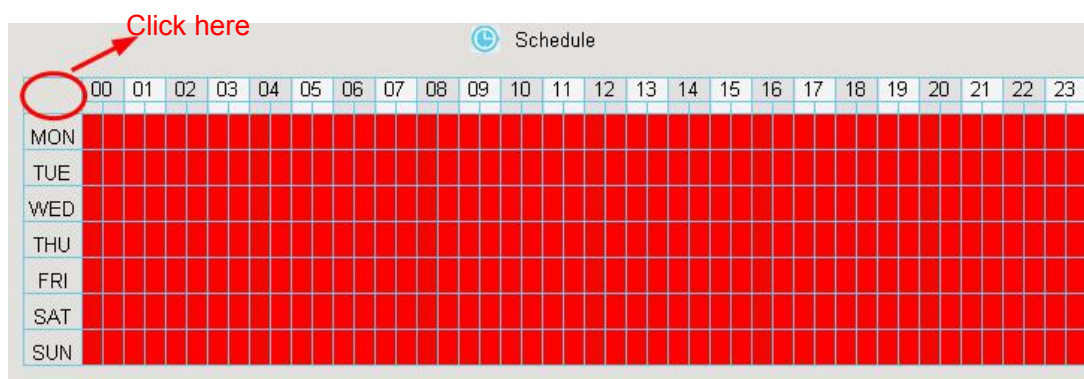 Click here
Schedule
00 01 02 03 04 05 06 07 08 09 10 11 12 13 14 15 16 17 18 19 20 21 22 23
MON
TUE
WED
THU
FRI
SAT
SUN